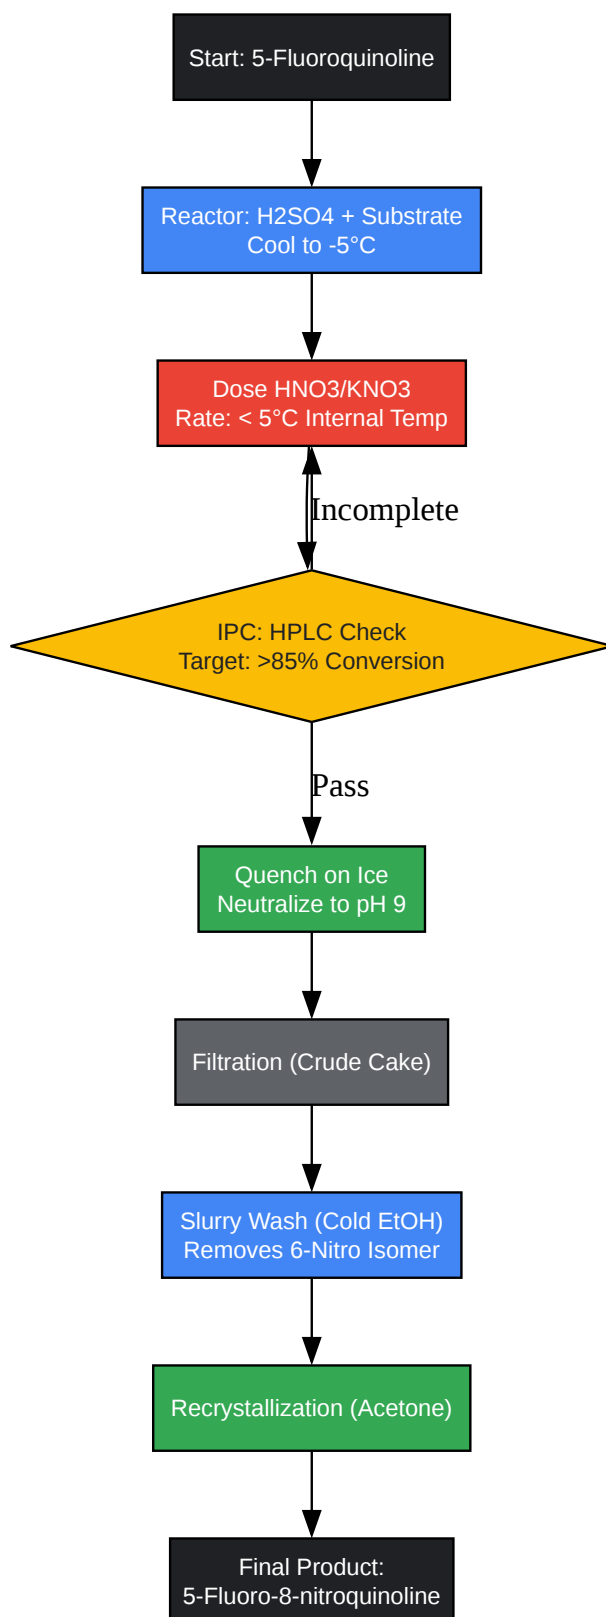 Start: 5-Fluoroquinoline
Reactor: H2SO4 + Substrate
Cool to -5°C
Dose HNO3/KNO3
Rate: < 5°C Internal Temp
Incomplete
IPC: HPLC Check
Target: >85% Conversion
Pass
Quench on Ice
Neutralize to pH 9
Filtration (Crude Cake)
Slurry Wash (Cold EtOH)
Removes 6-Nitro Isomer
Recrystallization (Acetone)
Final Product:
5-Fluoro-8-nitroquinoline